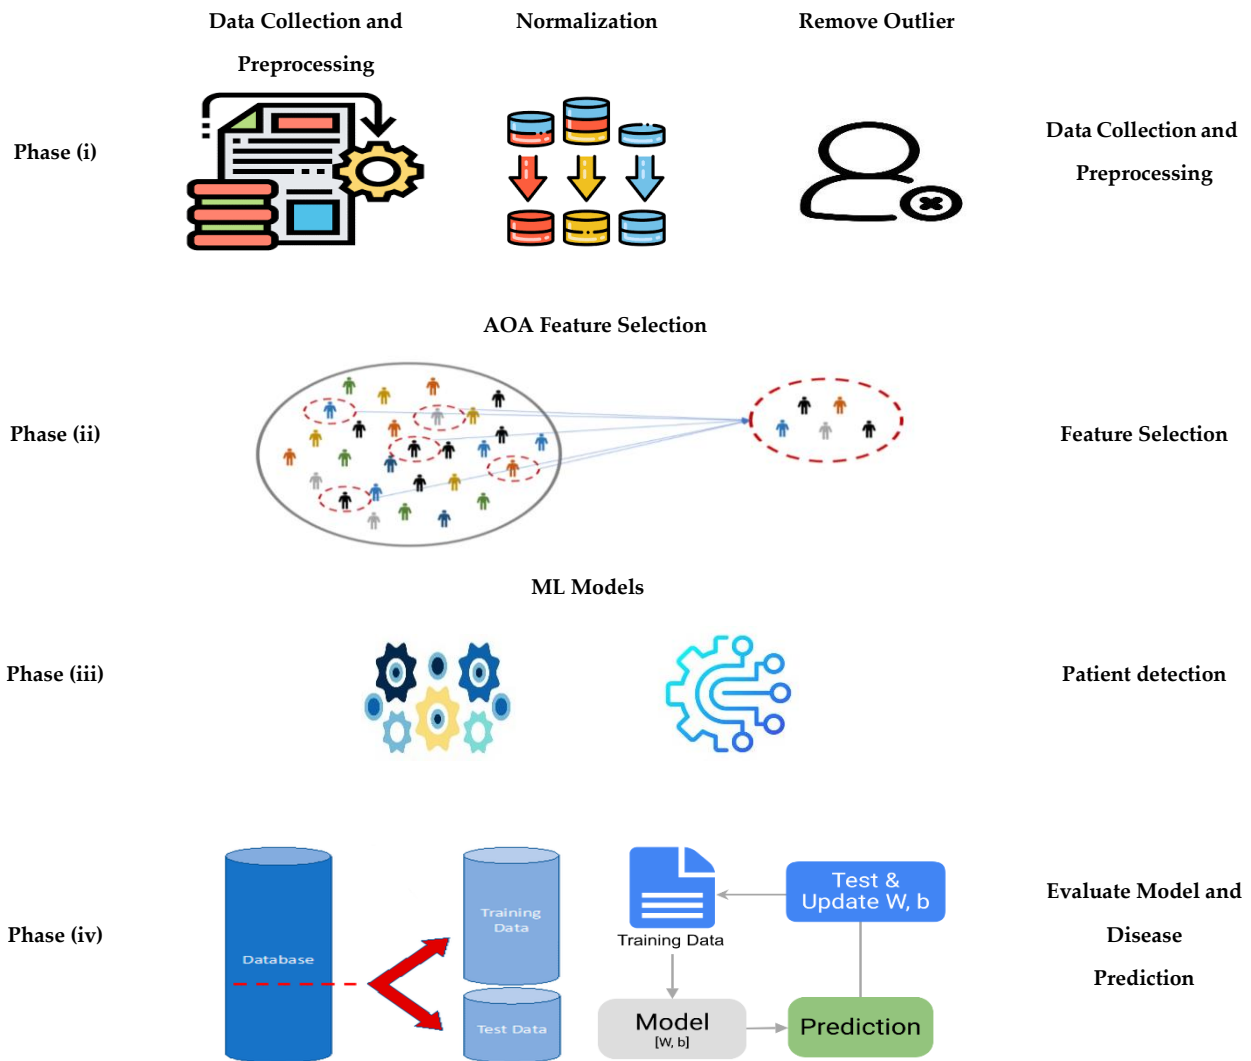 Data Collection and
Preprocessing
Normalization
Remove Outlier
Phase (i)
Data Collection and
Preprocessing
AOA Feature Selection
Phase (ii)
Feature Selection
ML Models
Phase (iii)
Patient detection
Phase (iv)
Database
Training
Data
Test Data
Training Data
Test &
Update W, b
Model
[W, b]
Prediction
Evaluate Model and
Disease
Prediction